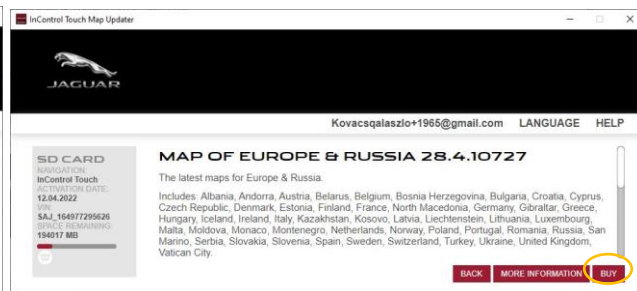 InControl Touch Map Updater
JAGUAR
Kovacsqalaszlo+1965@gmail.com LANGUAGE HELP
SD CARD
NAVIGATION:
InControl Touch
ACTIVATION DATE:
12.04.2022
VIN:
SAJ_164977295626
SPACE REMAINING:
194017 MB
MAP OF EUROPE & RUSSIA 28.4.10727
The latest maps for Europe & Russia.
Includes: Albania, Andorra, Austria, Belarus, Belgium, Bosnia Herzegovina, Bulgaria, Croatia, Cyprus,
Czech Republic, Denmark, Estonia, Finland, France, North Macedonia, Germany, Gibraltar, Greece,
Hungary, Iceland, Ireland, Italy, Kazakhstan, Kosovo, Latvia, Liechtenstein, Lithuania, Luxembourg,
Malta, Moldova, Monaco, Montenegro, Netherlands, Norway, Poland, Portugal, Romania, Russia, San
Marino, Serbia, Slovakia, Slovenia, Spain, Sweden, Switzerland, Turkey, Ukraine, United Kingdom,
Vatican City.
BACK MORE INFORMATION BUY